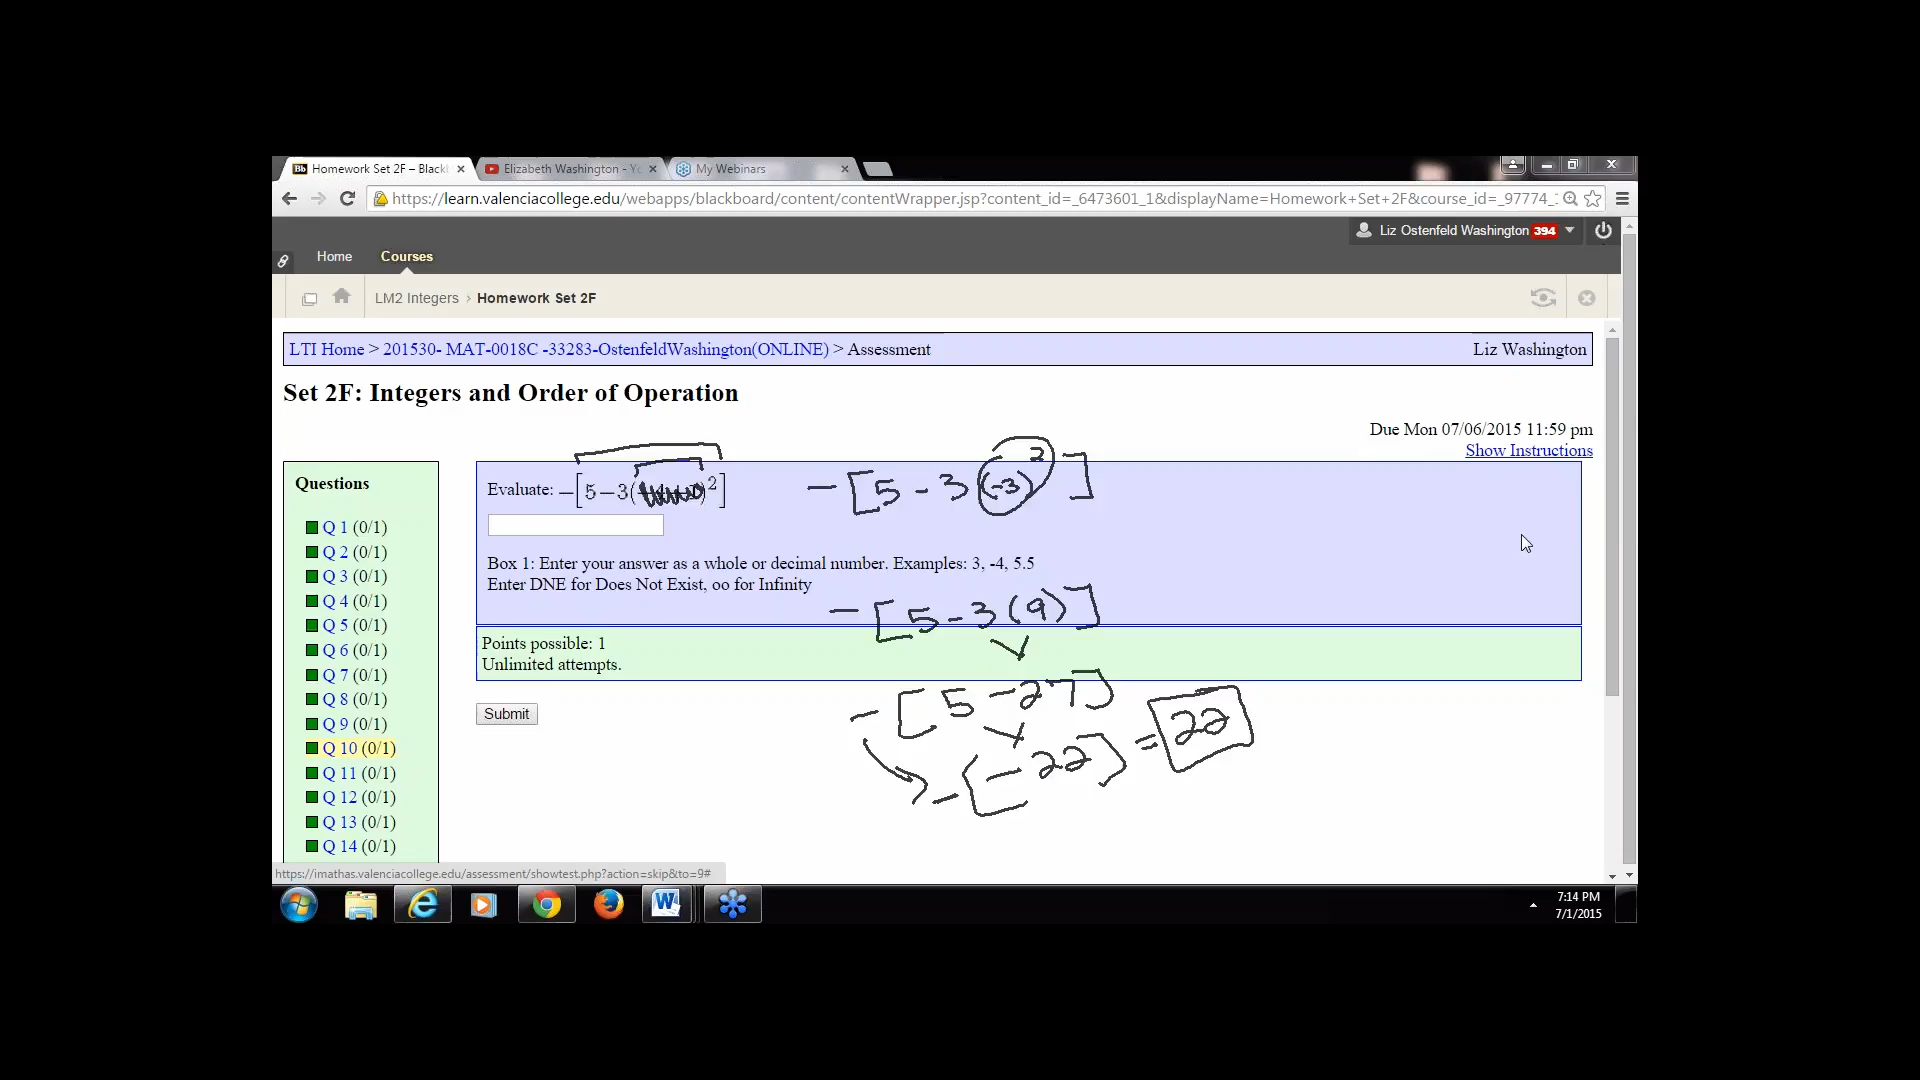 Homework Set 2F – Blackb
Elizabeth Washington - Yo
My Webinars
https://learn.valenciacollege.edu/webapps/blackboard/content/contentWrapper.jsp?content_id=_6473601_1&displayName=Homework+Set+2F&course_id=_97774_
Liz Ostenfeld Washington 394
Home Courses
LM2 Integers › Homework Set 2F
LTI Home > 201530- MAT-0018C -33283-OstenfeldWashington(ONLINE) > Assessment
Liz Washington
Set 2F: Integers and Order of Operation
Due Mon 07/06/2015 11:59 pm
Show Instructions
Questions
Q 1 (0/1)
Q 2 (0/1)
Q 3 (0/1)
Q 4 (0/1)
Q 5 (0/1)
Q 6 (0/1)
Q 7 (0/1)
Q 8 (0/1)
Q 9 (0/1)
Q 10 (0/1)
Q 11 (0/1)
Q 12 (0/1)
Q 13 (0/1)
Q 14 (0/1)
Evaluate: −[5−3( )²]
−[5−3(−3)²]
Box 1: Enter your answer as a whole or decimal number. Examples: 3, -4, 5.5
Enter DNE for Does Not Exist, oo for Infinity
−[5−3(9)]
Points possible: 1
Unlimited attempts.
−[5−27]
Submit
−[−22] = 22
https://imathas.valenciacollege.edu/assessment/showtest.php?action=skip&to=9#
7:14 PM
7/1/2015